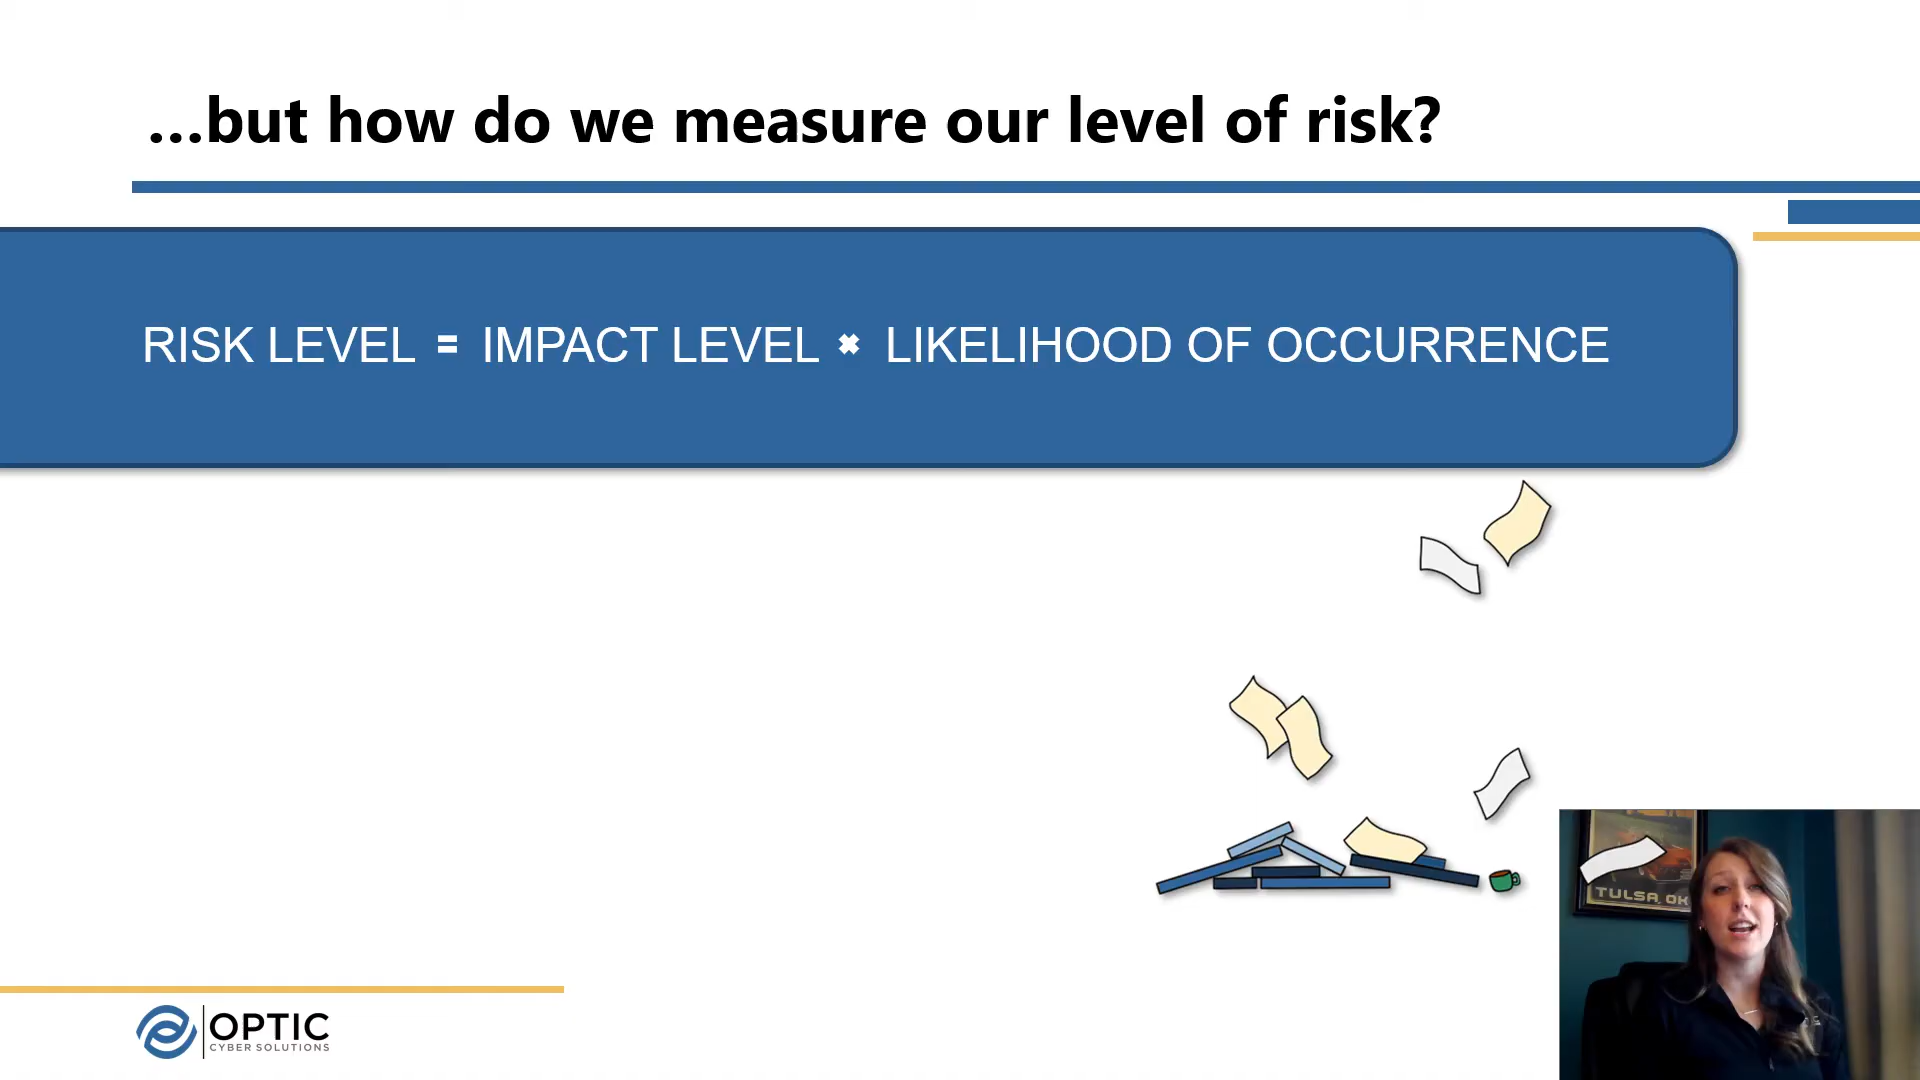 ...but how do we measure our level of risk?
RISK LEVEL = IMPACT LEVEL ✖ LIKELIHOOD OF OCCURRENCE
TULSA, OK
OPTIC
CYBER SOLUTIONS